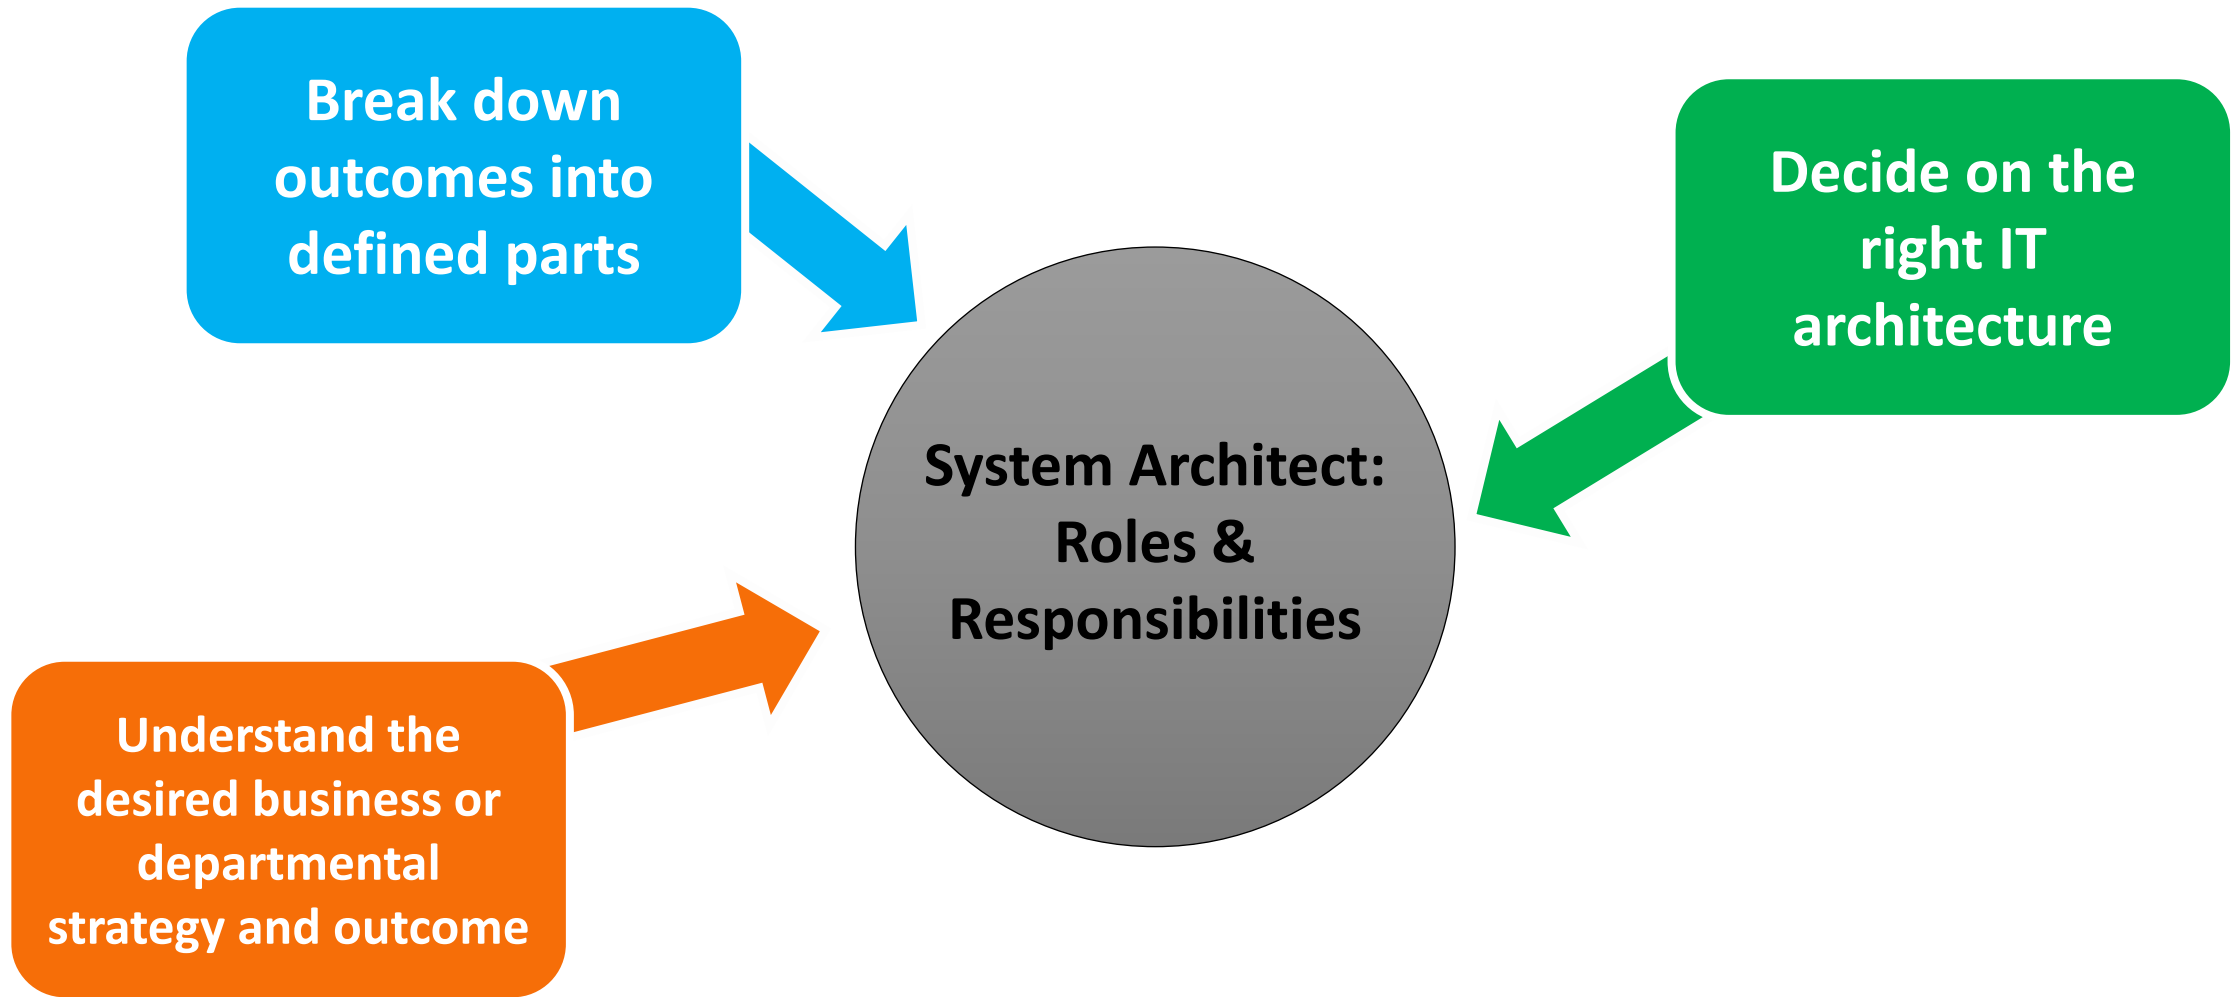 Break down
outcomes into
defined parts
Decide on the
right IT
architecture
System Architect:
Roles &
Responsibilities
Understand the
desired business or
departmental
strategy and outcome